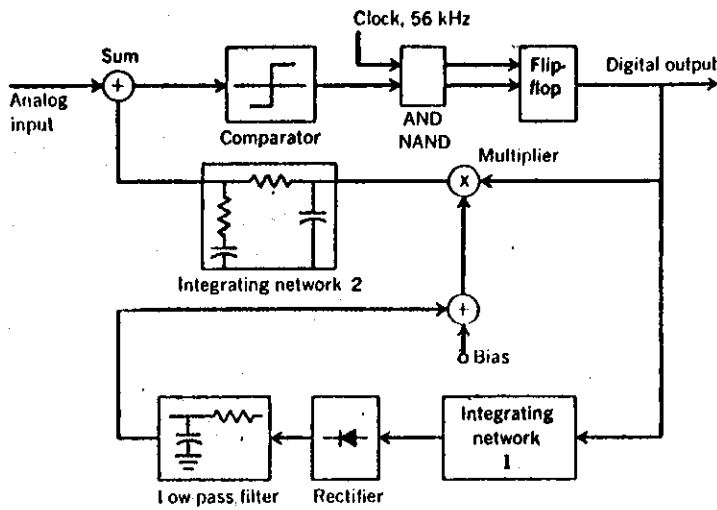 Clock, 56 kHz
Sum
+
Flip-
flop
Digital output
Analog
input
Comparator
AND
NAND
Multiplier
X
Integrating network 2
+
Bias
Integrating
network
1
Low pass filter
Rectifier